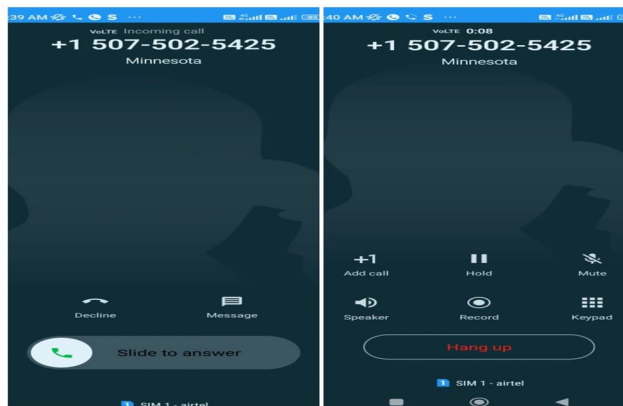 :39 AM
VoLTE Incoming call
+1 507-502-5425
Minnesota
Decline
Message
Slide to answer
1 SIM 1 - airtel
:40 AM
VoLTE 0:08
+1 507-502-5425
Minnesota
+1
Add call
Hold
Mute
Speaker
Record
Keypad
Hang up
1 SIM 1 - airtel